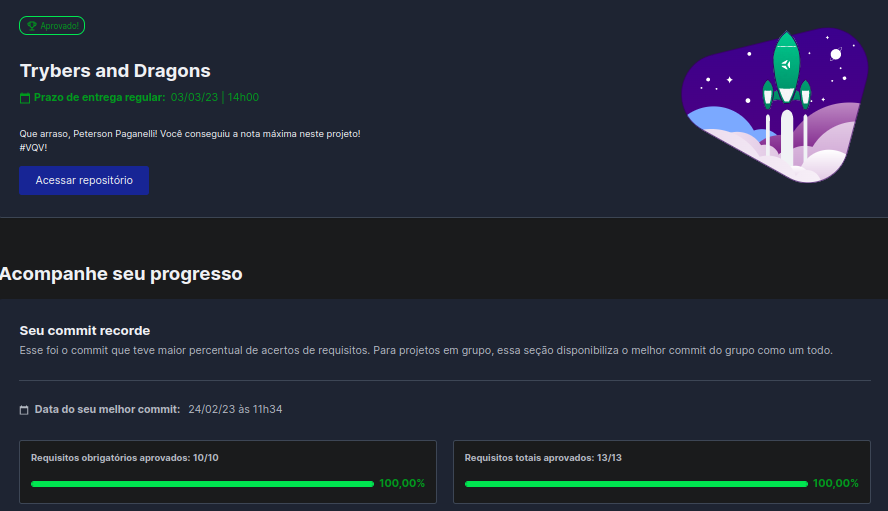 Aprovado!
Trybers and Dragons
Prazo de entrega regular: 03/03/23 | 14h00
Que arraso, Peterson Paganelli! Você conseguiu a nota máxima neste projeto!
#VQV!
Acessar repositório
Acompanhe seu progresso
Seu commit recorde
Esse foi o commit que teve maior percentual de acertos de requisitos. Para projetos em grupo, essa seção disponibiliza o melhor commit do grupo como um todo.
Data do seu melhor commit: 24/02/23 às 11h34
Requisitos obrigatórios aprovados: 10/10
100,00%
Requisitos totais aprovados: 13/13
100,00%